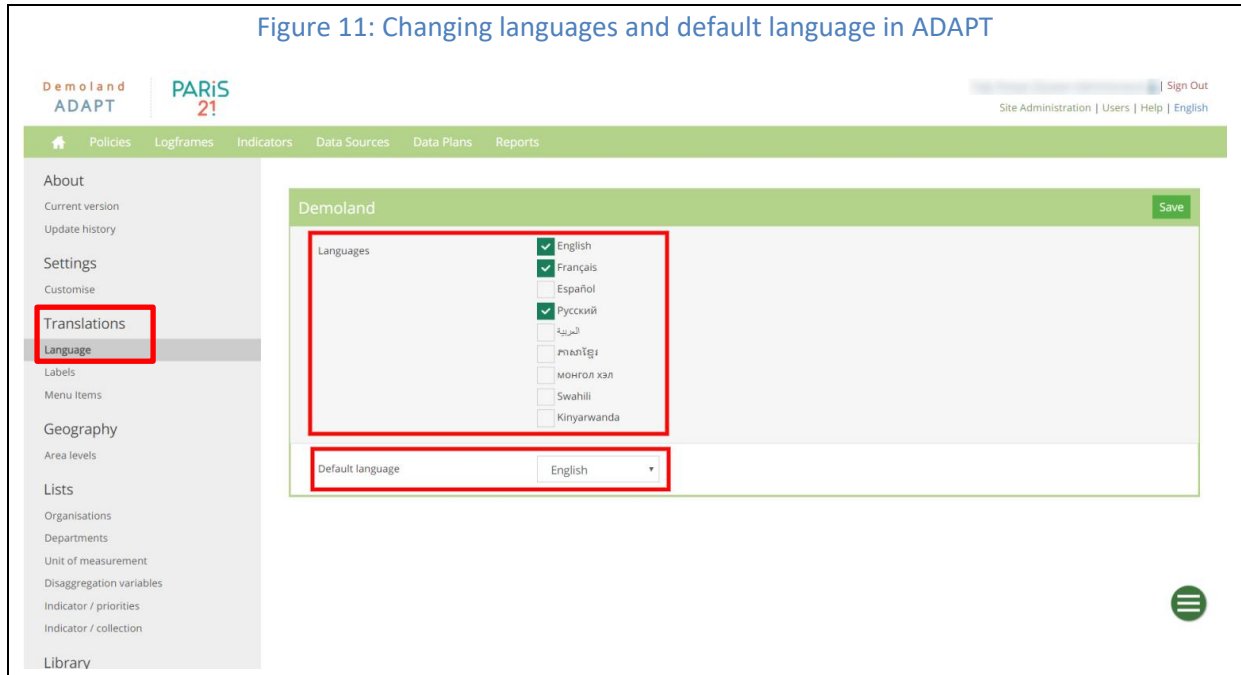 Figure 11: Changing languages and default language in ADAPT
Demoland
ADAPT
PARiS
21
| Sign Out
Site Administration | Users | Help | English
Policies Logframes Indicators Data Sources Data Plans Reports
About
Current version
Update history
Settings
Customise
Translations
Language
Labels
Menu Items
Geography
Area levels
Lists
Organisations
Departments
Unit of measurement
Disaggregation variables
Indicator / priorities
Indicator / collection
Library
Demoland Save
Languages
English
Français
Español
Русский
العربية
ភាសាខ្មែរ
монгол хэл
Swahili
Kinyarwanda
Default language English